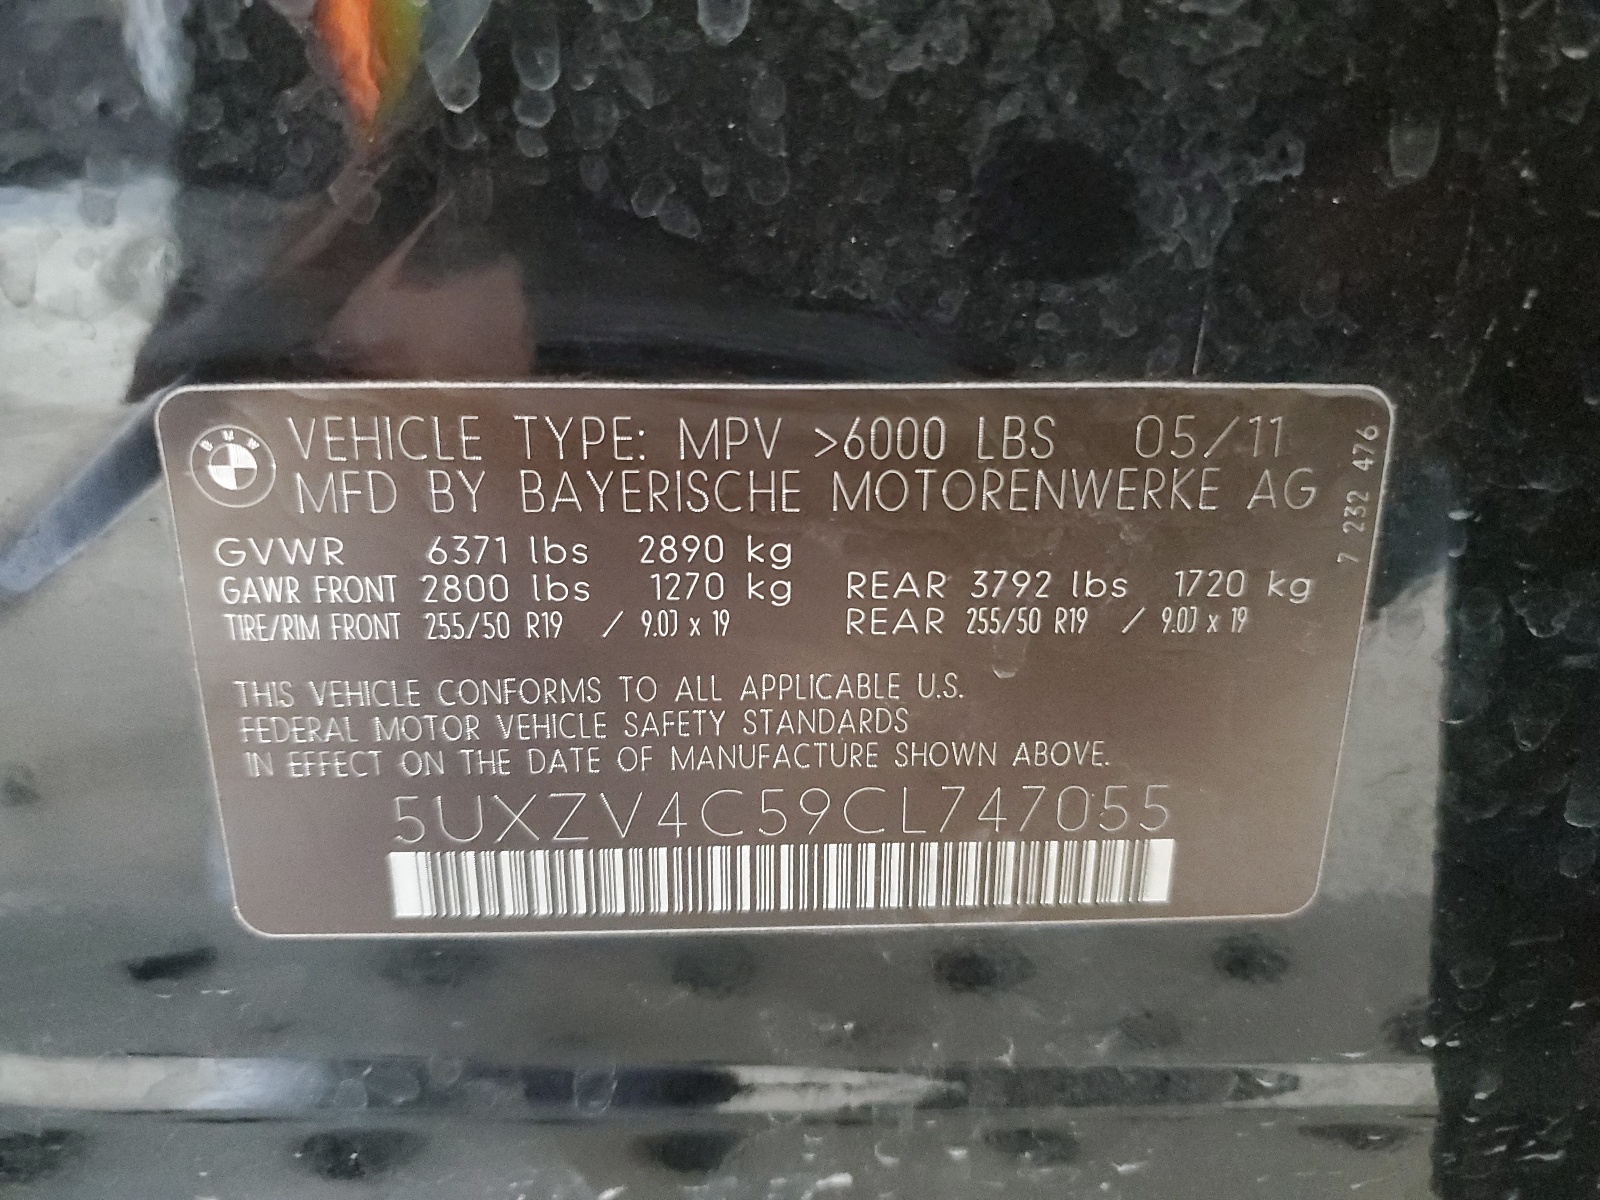 BMW
VEHICLE TYPE: MPV >6000 LBS 05/11
MFD BY BAYERISCHE MOTORENWERKE AG
7 232 476
GVWR 6371 lbs 2890 kg
GAWR FRONT 2800 lbs 1270 kg REAR 3792 lbs 1720 kg
TIRE/RIM FRONT 255/50 R19 / 9.0J x 19 REAR 255/50 R19 / 9.0J x 19
THIS VEHICLE CONFORMS TO ALL APPLICABLE U.S.
FEDERAL MOTOR VEHICLE SAFETY STANDARDS
IN EFFECT ON THE DATE OF MANUFACTURE SHOWN ABOVE.
5UXZV4C59CL747055